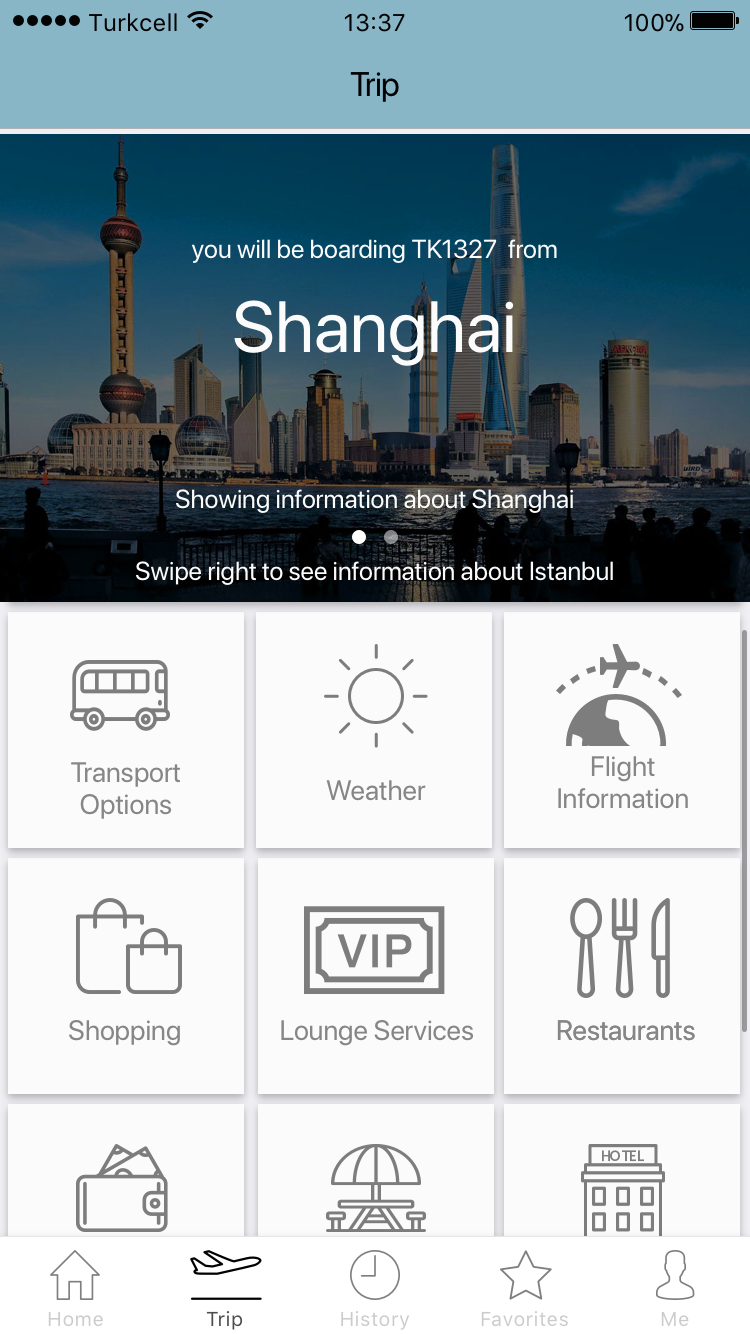 Turkcell 13:37 100%
Trip
you will be boarding TK1327 from
Shanghai
Showing information about Shanghai
Swipe right to see information about Istanbul
Transport
Options
Weather
Flight
Information
Shopping
VIP
Lounge Services
Restaurants
HOTEL
Home
Trip
History
Favorites
Me